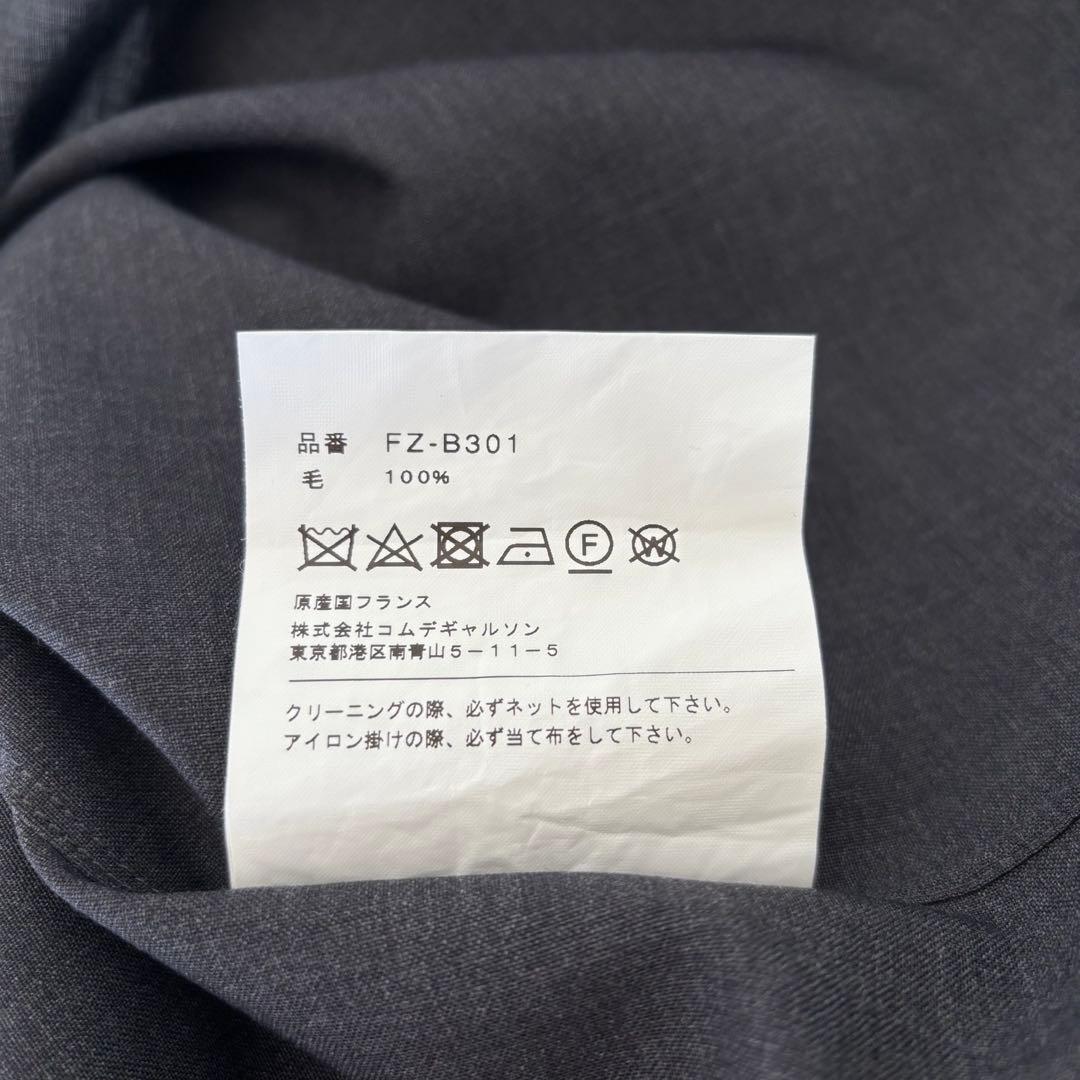 品番 FZ-B301
毛 100%
F W
原産国フランス
株式会社コムデギャルソン
東京都港区南青山5-11-5
クリーニングの際、必ずネットを使用して下さい。
アイロン掛けの際、必ず当て布をして下さい。